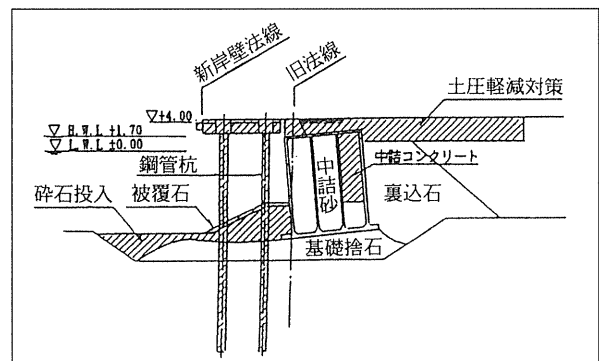 新岸壁法線
旧法線
土圧軽減対策
▽+4.00
▽ H.W.L +1.70
▽ L.W.L ±0.00
鋼管杭
中詰コンクリート
中詰砂
砕石投入
被覆石
裏込石
基礎捨石